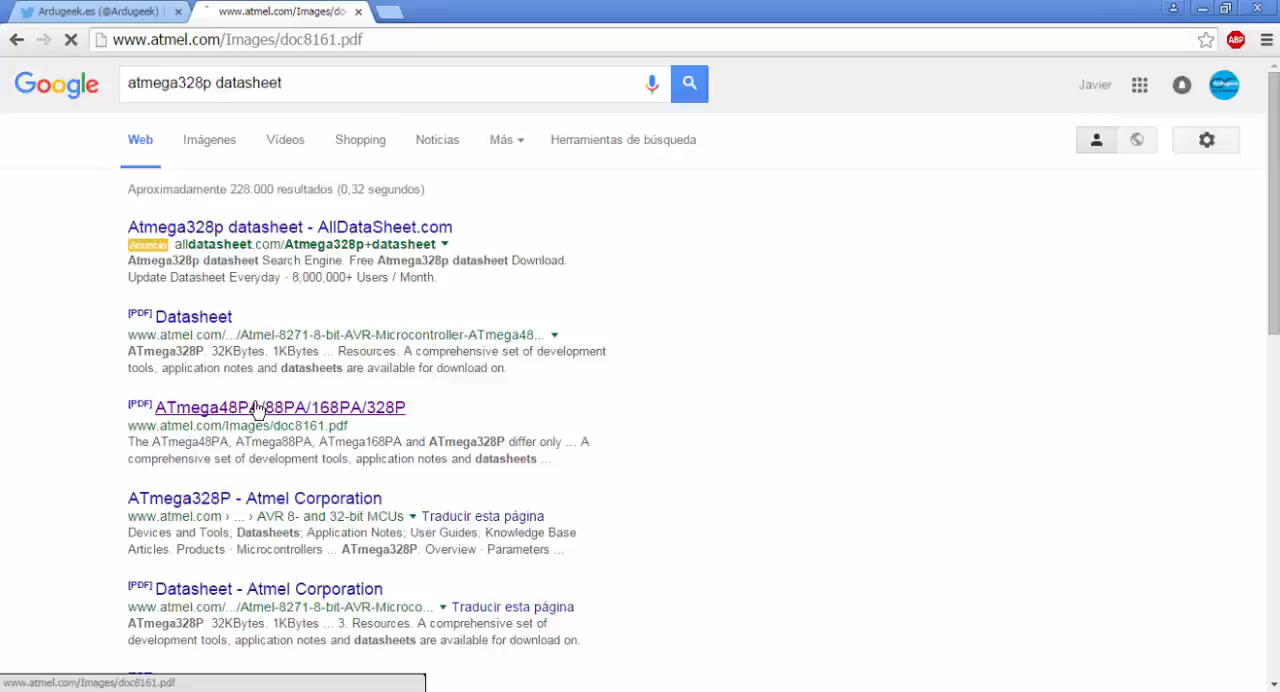 Ardugeek.es (@Ardugeek)
www.atmel.com/Images/do
www.atmel.com/Images/doc8161.pdf
ABP
Google
atmega328p datasheet
Javier
Web
Imágenes
Vídeos
Shopping
Noticias
Más
Herramientas de búsqueda
Aproximadamente 228.000 resultados (0,32 segundos)
Atmega328p datasheet - AllDataSheet.com
Anuncio alldatasheet.com/Atmega328p+datasheet
Atmega328p datasheet Search Engine. Free Atmega328p datasheet Download.
Update Datasheet Everyday · 8,000,000+ Users / Month.
[PDF] Datasheet
www.atmel.com/.../Atmel-8271-8-bit-AVR-Microcontroller-ATmega48...
ATmega328P. 32KBytes. 1KBytes ... Resources. A comprehensive set of development
tools, application notes and datasheets are available for download on.
[PDF] ATmega48PA/88PA/168PA/328P
www.atmel.com/Images/doc8161.pdf
The ATmega48PA, ATmega88PA, ATmega168PA and ATmega328P differ only ... A
comprehensive set of development tools, application notes and datasheets ...
ATmega328P - Atmel Corporation
www.atmel.com › ... › AVR 8- and 32-bit MCUs Traducir esta página
Devices and Tools; Datasheets; Application Notes; User Guides; Knowledge Base
Articles. Products · Microcontrollers ... ATmega328P. Overview · Parameters ...
[PDF] Datasheet - Atmel Corporation
www.atmel.com/.../Atmel-8271-8-bit-AVR-Microco... Traducir esta página
ATmega328P. 32KBytes. 1KBytes ... 3. Resources. A comprehensive set of
development tools, application notes and datasheets are available for download on.
www.atmel.com/Images/doc8161.pdf